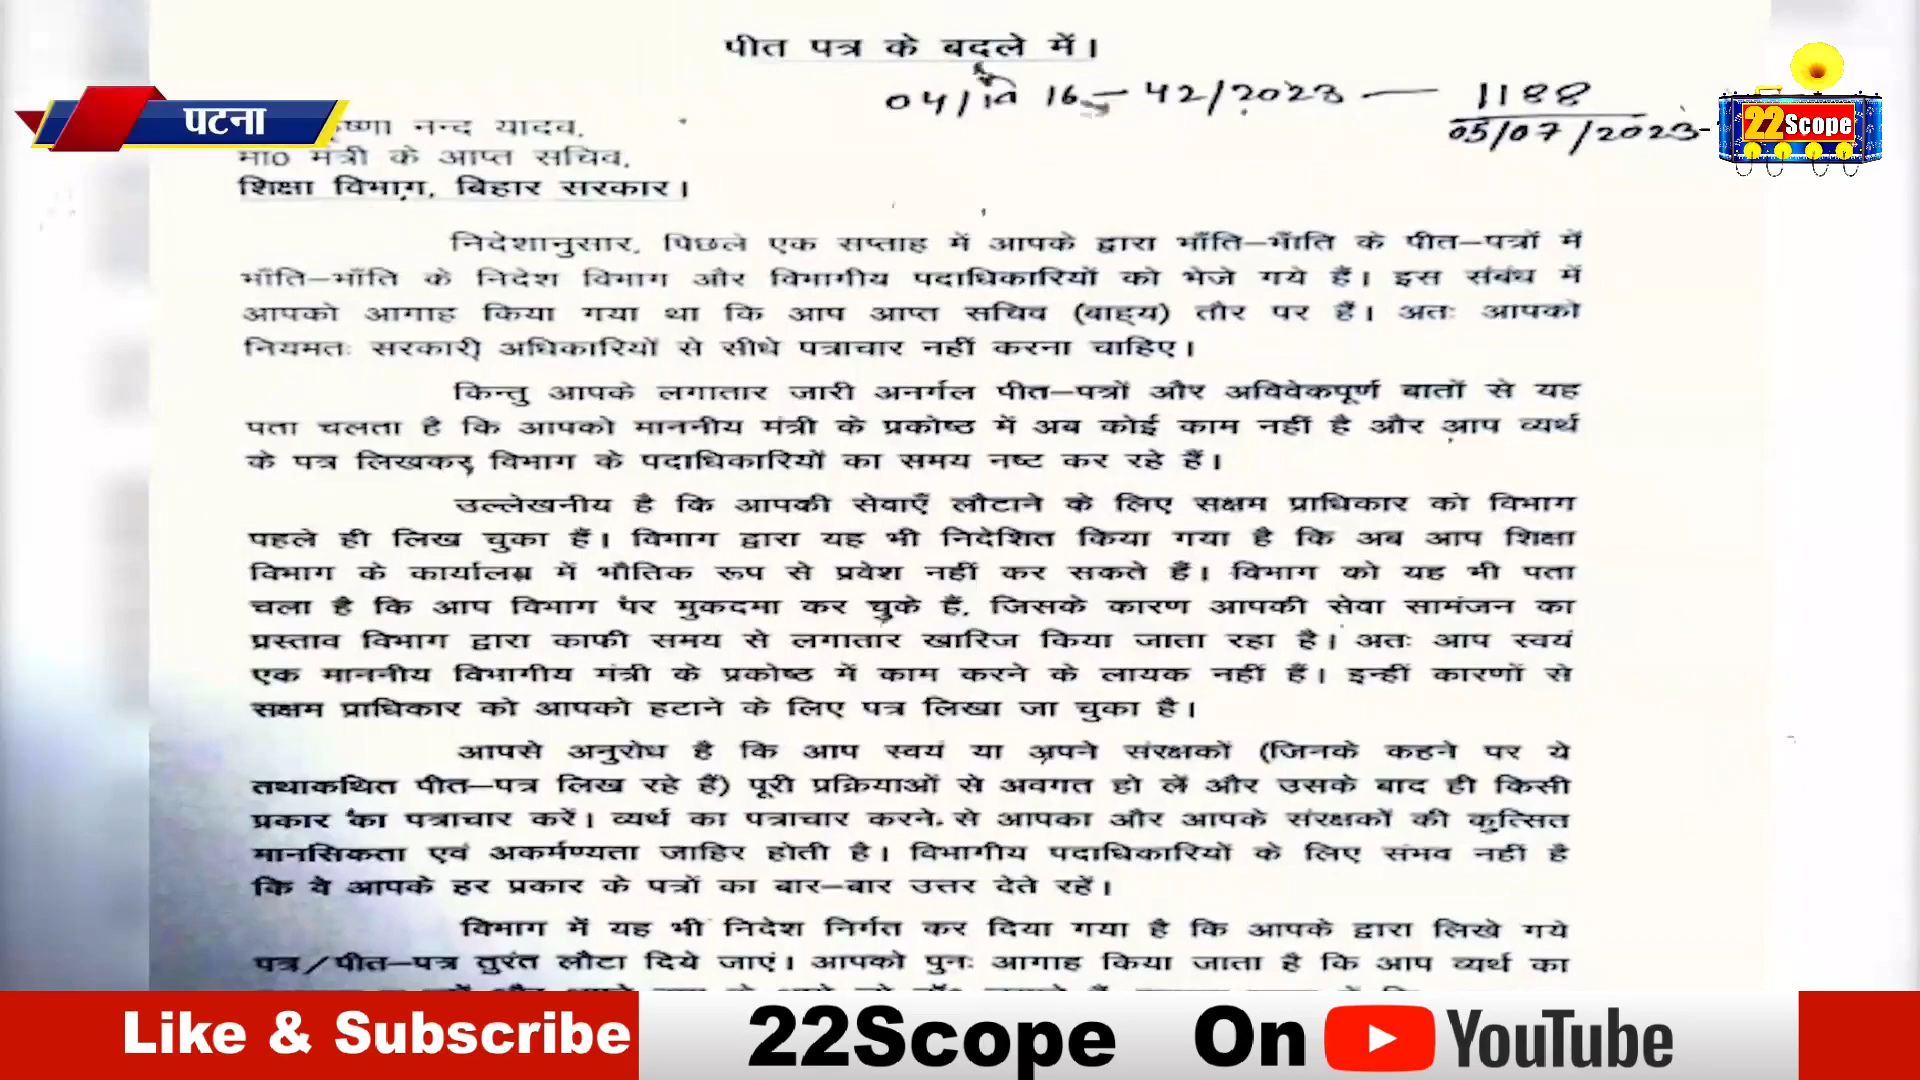 पीत पत्र के बदले में।
04/ 16-42/2023 — 1188
05/07/2023
पटना
22Scope
कृष्णा नन्द यादव,
मा0 मंत्री के आप्त सचिव,
शिक्षा विभाग, बिहार सरकार।
निदेशानुसार, पिछले एक सप्ताह में आपके द्वारा भाँति-भाँति के पीत-पत्रों में
भाँति-भाँति के निदेश विभाग और विभागीय पदाधिकारियों को भेजे गये हैं। इस संबंध में
आपको आगाह किया गया था कि आप आप्त सचिव (बाह्य) तौर पर हैं। अतः आपको
नियमतः सरकारी अधिकारियों से सीधे पत्राचार नहीं करना चाहिए।
किन्तु आपके लगातार जारी अनर्गल पीत-पत्रों और अविवेकपूर्ण बातों से यह
पता चलता है कि आपको माननीय मंत्री के प्रकोष्ठ में अब कोई काम नहीं है और आप व्यर्थ
के पत्र लिखकर विभाग के पदाधिकारियों का समय नष्ट कर रहे हैं।
उल्लेखनीय है कि आपकी सेवाएँ लौटाने के लिए सक्षम प्राधिकार को विभाग
पहले ही लिख चुका हैं। विभाग द्वारा यह भी निदेशित किया गया है कि अब आप शिक्षा
विभाग के कार्यालय में भौतिक रूप से प्रवेश नहीं कर सकते हैं। विभाग को यह भी पता
चला है कि आप विभाग पर मुकदमा कर चुके हैं, जिसके कारण आपकी सेवा सामंजन का
प्रस्ताव विभाग द्वारा काफी समय से लगातार खारिज किया जाता रहा है। अतः आप स्वयं
एक माननीय विभागीय मंत्री के प्रकोष्ठ में काम करने के लायक नहीं हैं। इन्हीं कारणों से
सक्षम प्राधिकार को आपको हटाने के लिए पत्र लिखा जा चुका है।
आपसे अनुरोध है कि आप स्वयं या अपने संरक्षकों (जिनके कहने पर ये
तथाकथित पीत-पत्र लिख रहे हैं) पूरी प्रक्रियाओं से अवगत हो लें और उसके बाद ही किसी
प्रकार का पत्राचार करें। व्यर्थ का पत्राचार करने से आपका और आपके संरक्षकों की कुत्सित
मानसिकता एवं अकर्मण्यता जाहिर होती है। विभागीय पदाधिकारियों के लिए संभव नहीं है
कि वे आपके हर प्रकार के पत्रों का बार-बार उत्तर देते रहें।
विभाग में यह भी निदेश निर्गत कर दिया गया है कि आपके द्वारा लिखे गये
पत्र/पीत-पत्र तुरंत लौटा दिये जाएं। आपको पुनः आगाह किया जाता है कि आप व्यर्थ का
Like & Subscribe 22Scope On YouTube